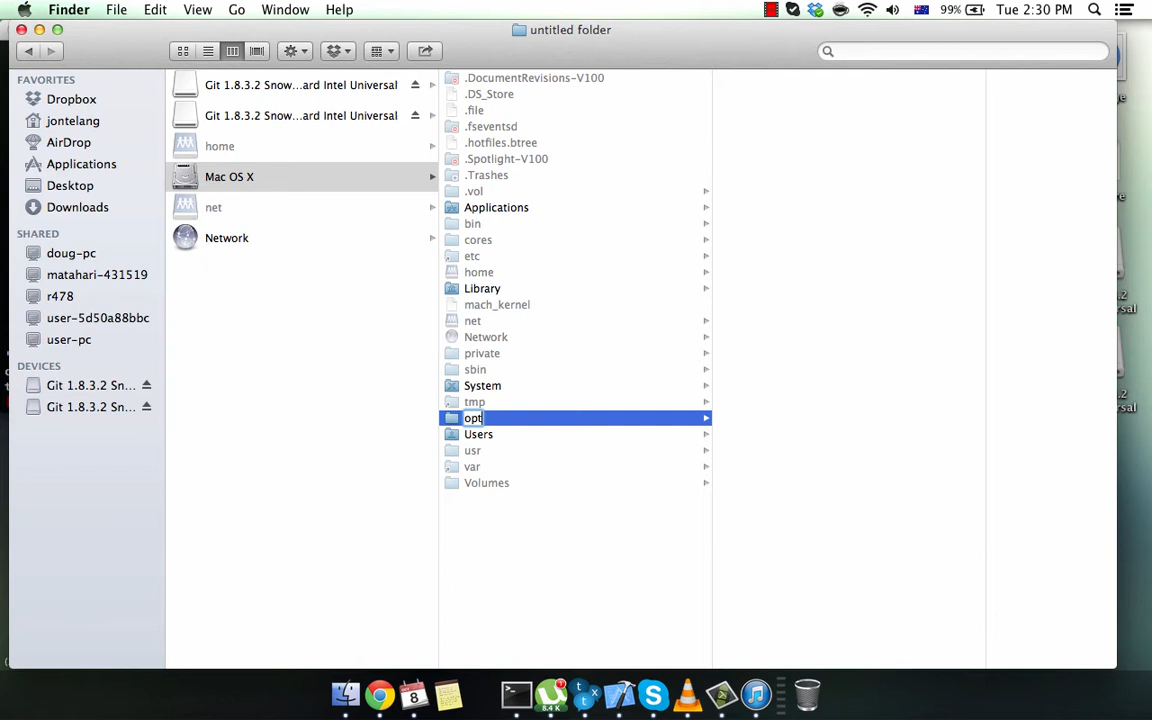 Finder File Edit View Go Window Help 99% Tue 2:30 PM
untitled folder
FAVORITES
Dropbox
jontelang
AirDrop
Applications
Desktop
Downloads
SHARED
doug-pc
matahari-431519
r478
user-5d50a88bbc
user-pc
DEVICES
Git 1.8.3.2 Sn...
Git 1.8.3.2 Sn...
Git 1.8.3.2 Snow...ard Intel Universal
Git 1.8.3.2 Snow...ard Intel Universal
home
Mac OS X
net
Network
.DocumentRevisions-V100
.DS_Store
.file
.fseventsd
.hotfiles.btree
.Spotlight-V100
.Trashes
.vol
Applications
bin
cores
etc
home
Library
mach_kernel
net
Network
private
sbin
System
tmp
opt
Users
usr
var
Volumes
8
8.4 K